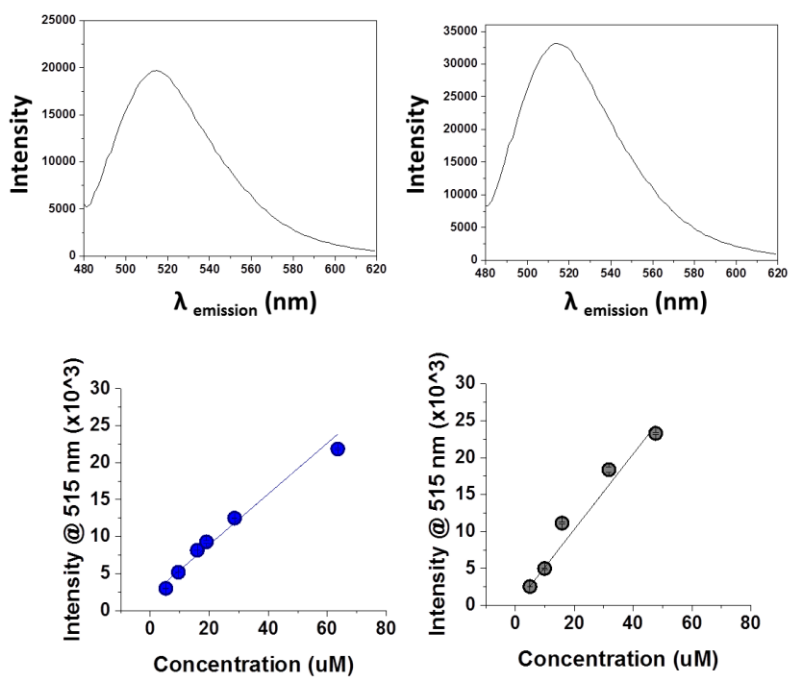 25000
20000
15000
10000
5000
0
480 500 520 540 560 580 600 620
Intensity
λ emission (nm)
35000
30000
25000
20000
15000
10000
5000
0
480 500 520 540 560 580 600 620
Intensity
λ emission (nm)
30
25
20
15
10
5
0
0 20 40 60 80
Intensity @ 515 nm (x10^3)
Concentration (uM)
30
25
20
15
10
5
0
0 20 40 60 80
Intensity @ 515 nm (x10^3)
Concentration (uM)